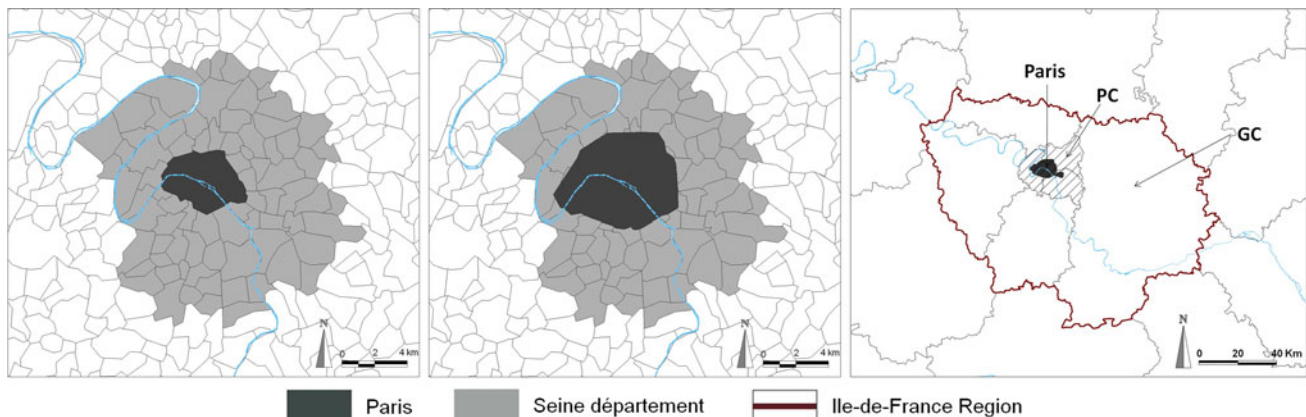 Paris
PC
GC
N
0 2 4 km
N
0 2 4 km
N
0 20 40 Km
Paris
Seine département
Ile-de-France Region